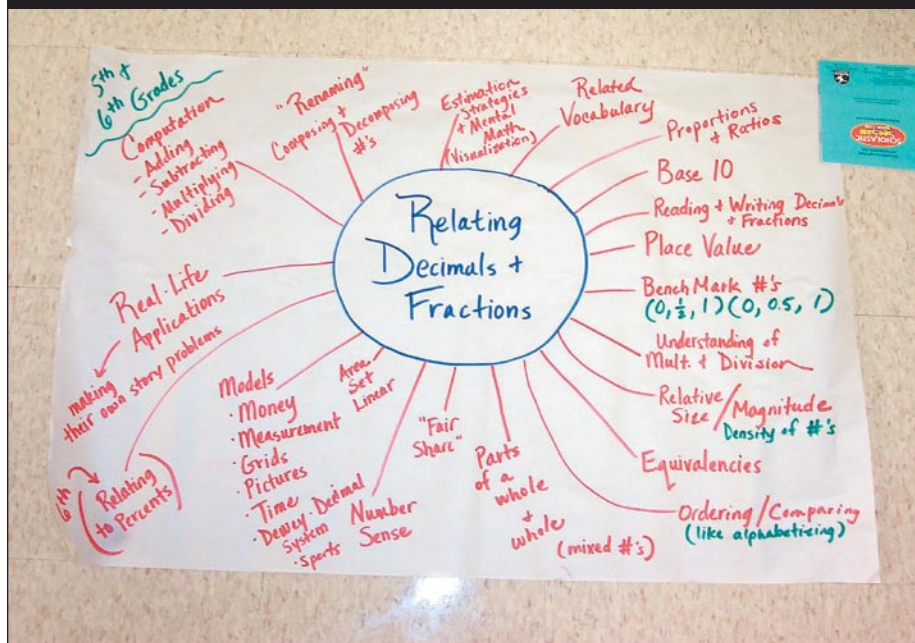 5th +
6th Grades
Computation
- Adding
- Subtracting
- Multiplying
- Dividing
"Renaming"
Composing +
Decomposing
#'s
Estimation
Strategies
+ Mental
Math
(Visualization)
Related
Vocabulary
Proportions
+ Ratios
Base 10
Reading + Writing Decimals
+ Fractions
Place Value
Bench Mark #'s
(0, ½, 1) (0, 0.5, 1)
Understanding of
Mult. + Division
Relative
Size / Magnitude
Density of #'s
Equivalencies
Ordering / Comparing
(like alphabetizing)
Relating
Decimals +
Fractions
Real-Life
Applications
making
their own story problems
6th
(Relating
to Percents)
Models
· Money
· Measurement
· Grids
· Pictures
· Time
· Dewey-Decimal
System
· Sports
Area
Set
Linear
Number
Sense
"Fair
Share"
Parts
of a
whole
+
whole
(mixed #'s)
SCHOLASTIC